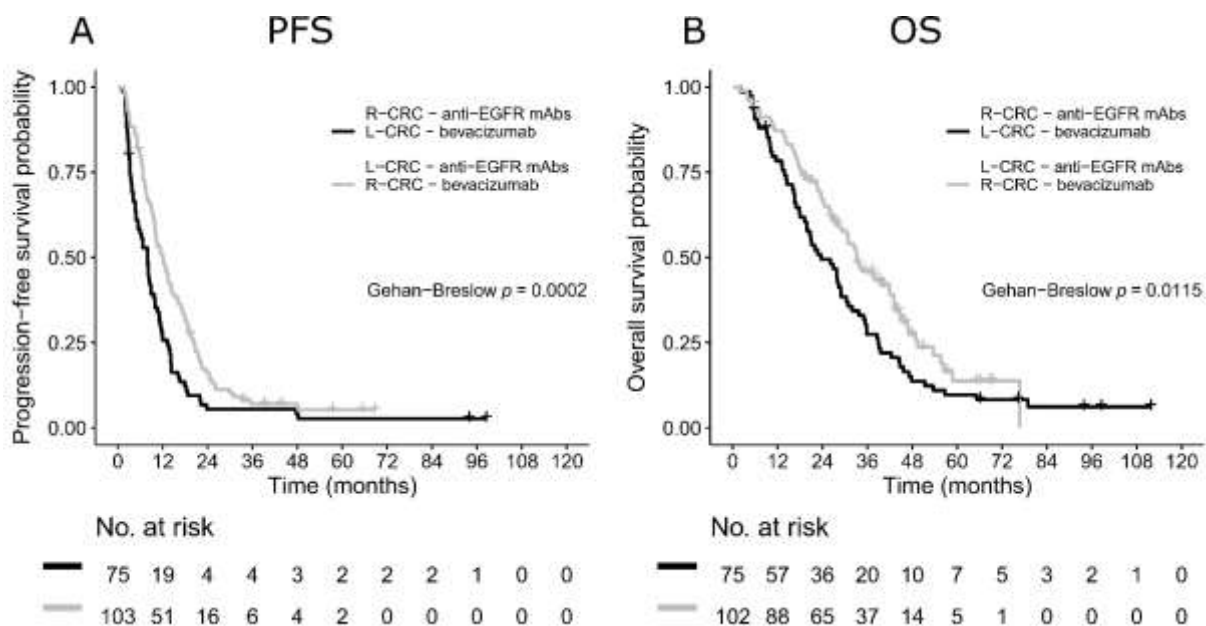 A PFS
Progression−free survival probability
1.00
0.75
0.50
0.25
0.00
R−CRC − anti−EGFR mAbs
L−CRC − bevacizumab
L−CRC − anti−EGFR mAbs
R−CRC − bevacizumab
Gehan−Breslow p = 0.0002
0 12 24 36 48 60 72 84 96 108 120
Time (months)
No. at risk
75 19 4 4 3 2 2 2 1 0 0
103 51 16 6 4 2 0 0 0 0 0
B OS
Overall survival probability
1.00
0.75
0.50
0.25
0.00
R−CRC − anti−EGFR mAbs
L−CRC − bevacizumab
L−CRC − anti−EGFR mAbs
R−CRC − bevacizumab
Gehan−Breslow p = 0.0115
0 12 24 36 48 60 72 84 96 108 120
Time (months)
No. at risk
75 57 36 20 10 7 5 3 2 1 0
102 88 65 37 14 5 1 0 0 0 0